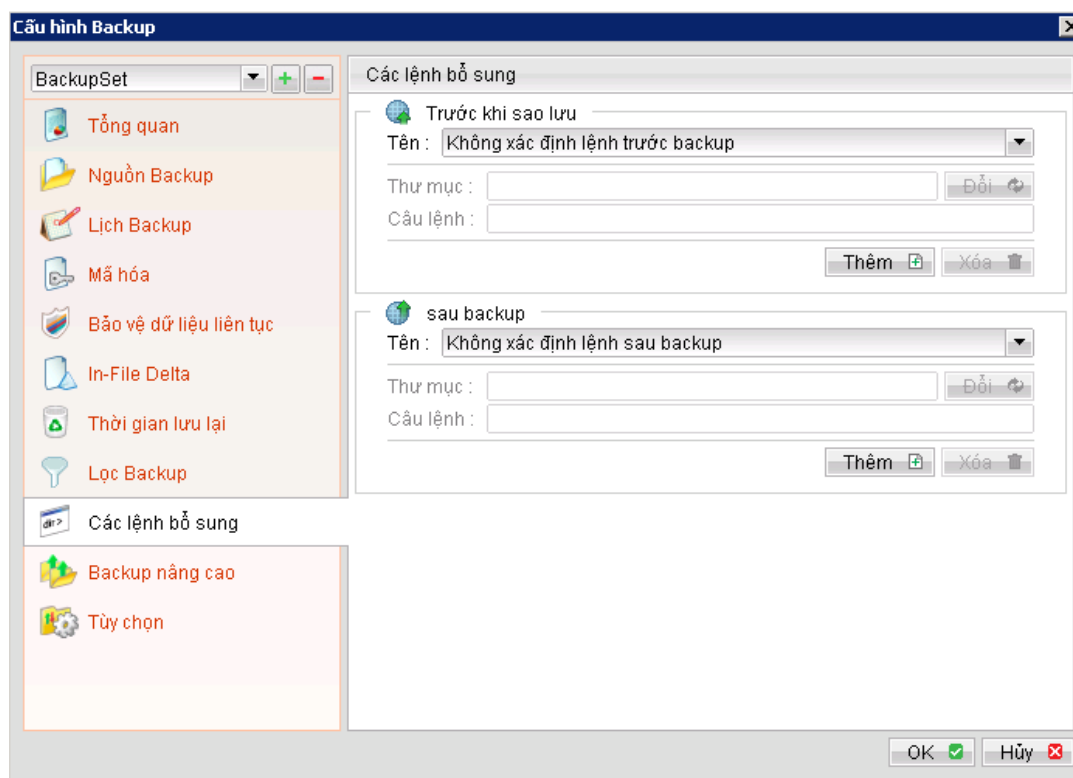 Cấu hình Backup
BackupSet
Tổng quan
Nguồn Backup
Lịch Backup
Mã hóa
Bảo vệ dữ liệu liên tục
In-File Delta
Thời gian lưu lại
Lọc Backup
dir>
Các lệnh bổ sung
Backup nâng cao
Tùy chọn
Các lệnh bổ sung
Trước khi sao lưu
Tên : Không xác định lệnh trước backup
Thư mục : Đổi
Câu lệnh :
Thêm Xóa
sau backup
Tên : Không xác định lệnh sau backup
Thư mục : Đổi
Câu lệnh :
Thêm Xóa
OK Hủy